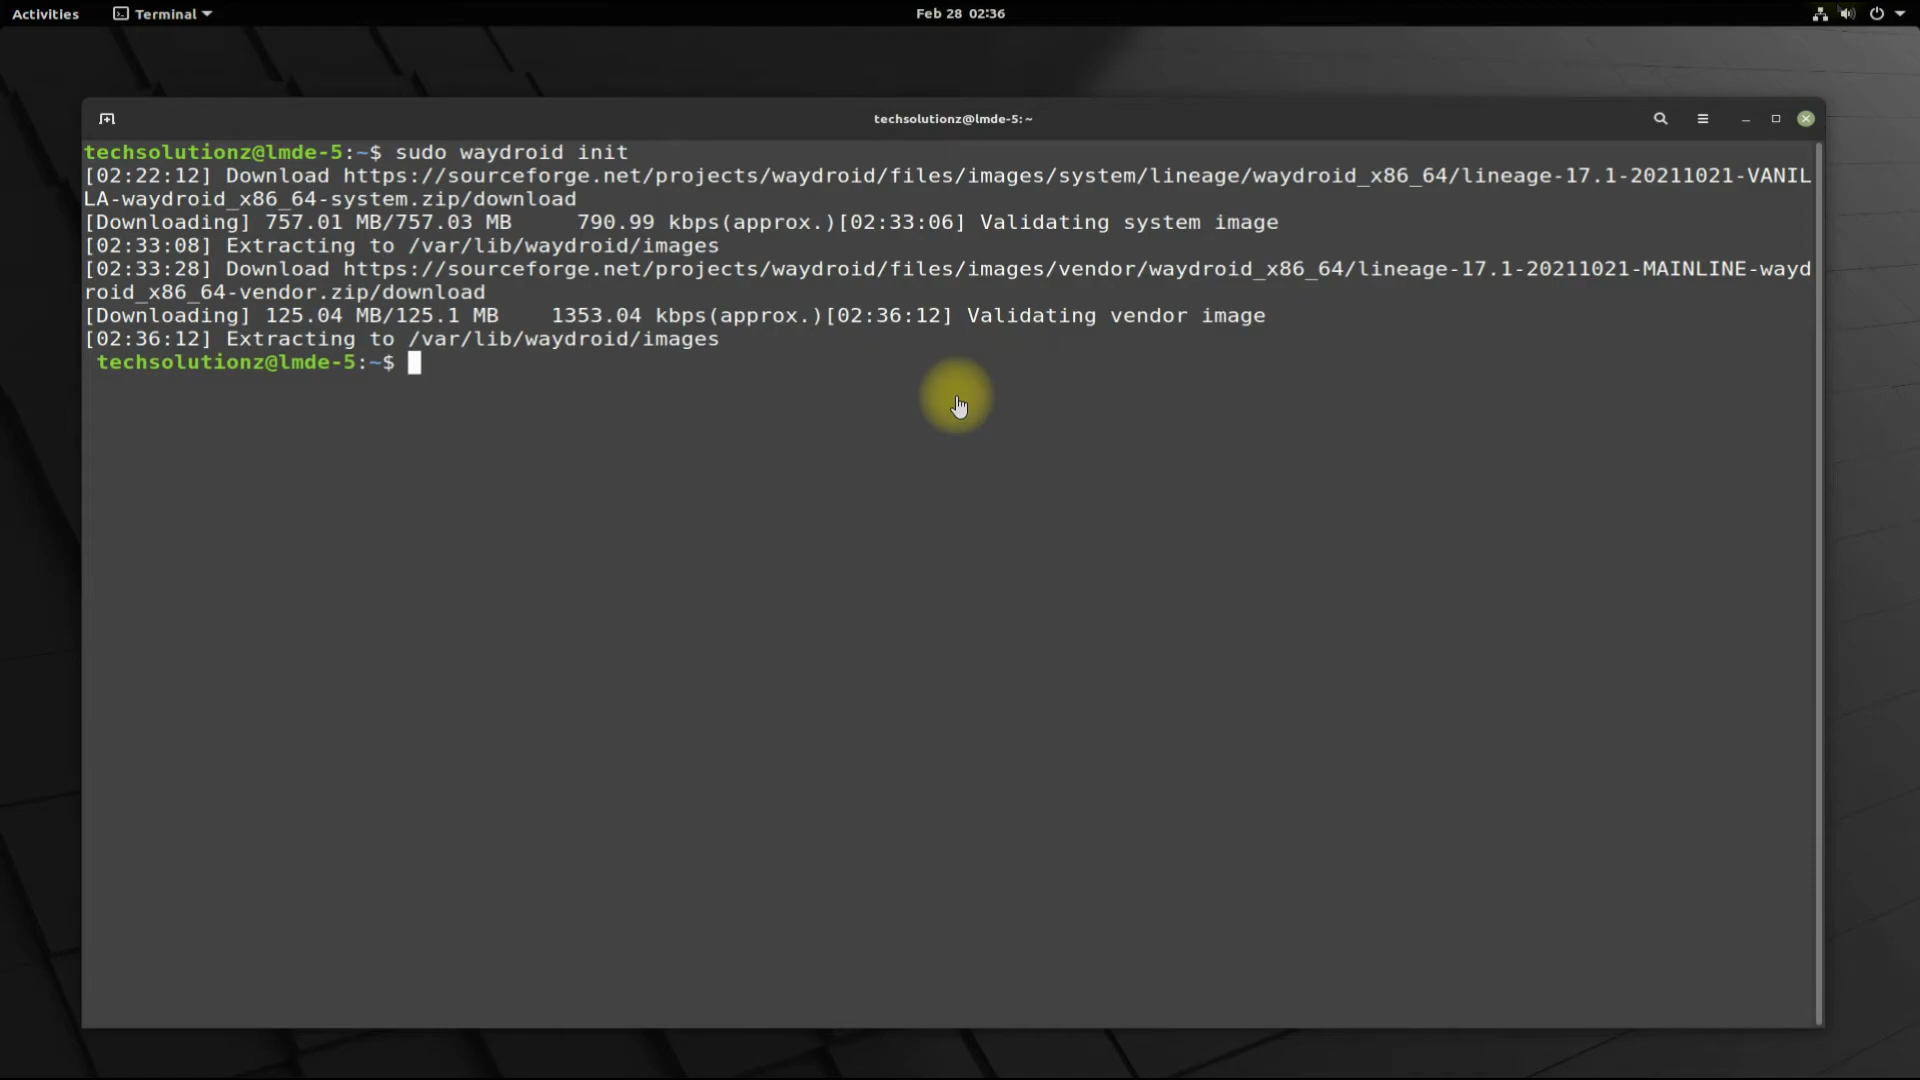 Activities Terminal Feb 28 02:36
techsolutionz@lmde-5: ~
techsolutionz@lmde-5:~$ sudo waydroid init
[02:22:12] Download https://sourceforge.net/projects/waydroid/files/images/system/lineage/waydroid_x86_64/lineage-17.1-20211021-VANIL
LA-waydroid_x86_64-system.zip/download
[Downloading] 757.01 MB/757.03 MB     790.99 kbps(approx.)[02:33:06] Validating system image
[02:33:08] Extracting to /var/lib/waydroid/images
[02:33:28] Download https://sourceforge.net/projects/waydroid/files/images/vendor/waydroid_x86_64/lineage-17.1-20211021-MAINLINE-wayd
roid_x86_64-vendor.zip/download
[Downloading] 125.04 MB/125.1 MB    1353.04 kbps(approx.)[02:36:12] Validating vendor image
[02:36:12] Extracting to /var/lib/waydroid/images
techsolutionz@lmde-5:~$